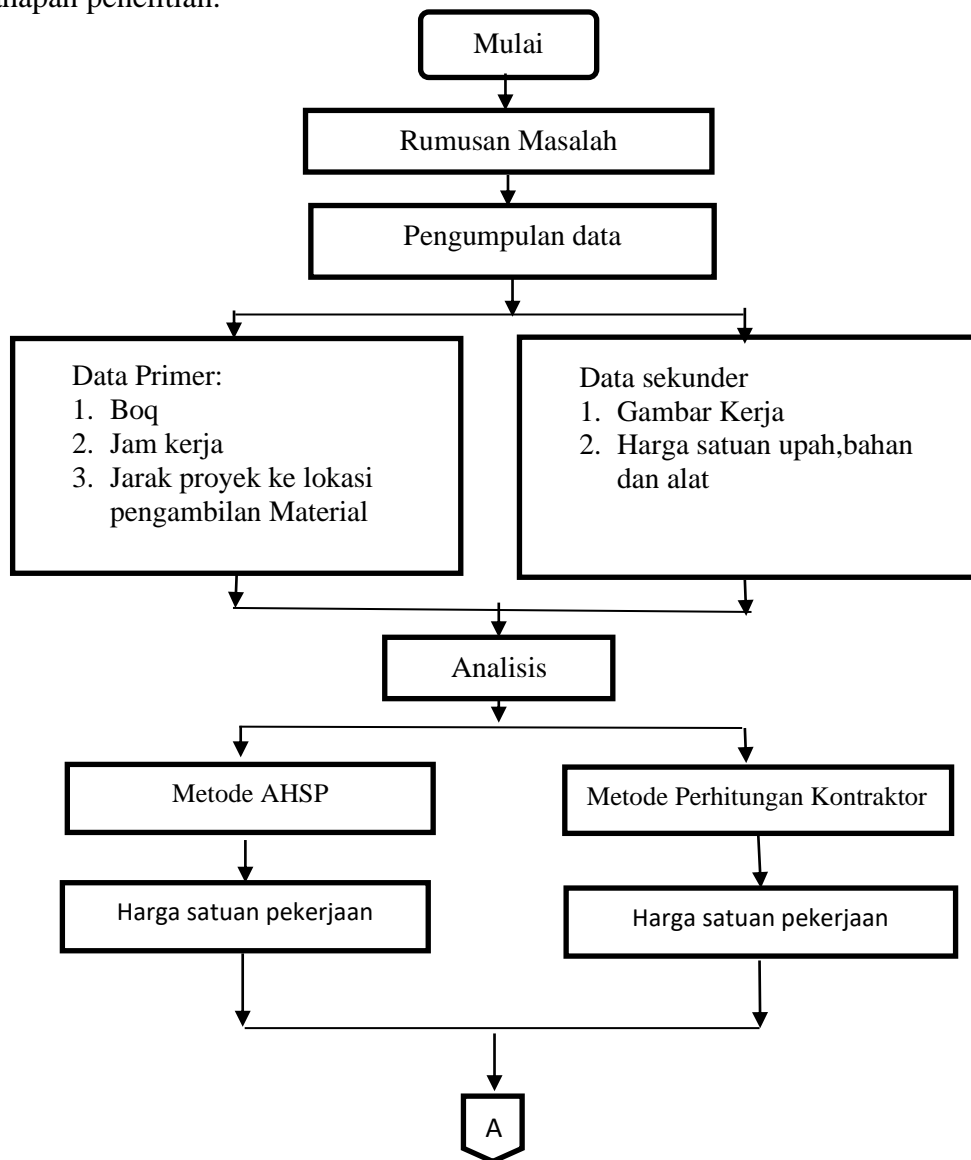 penelitian.
Mulai
Rumusan Masalah
Pengumpulan data
Data Primer:
1. Boq
2. Jam kerja
3. Jarak proyek ke lokasi
pengambilan Material
Data sekunder
1. Gambar Kerja
2. Harga satuan upah,bahan
dan alat
Analisis
Metode AHSP
Metode Perhitungan Kontraktor
Harga satuan pekerjaan
Harga satuan pekerjaan
A